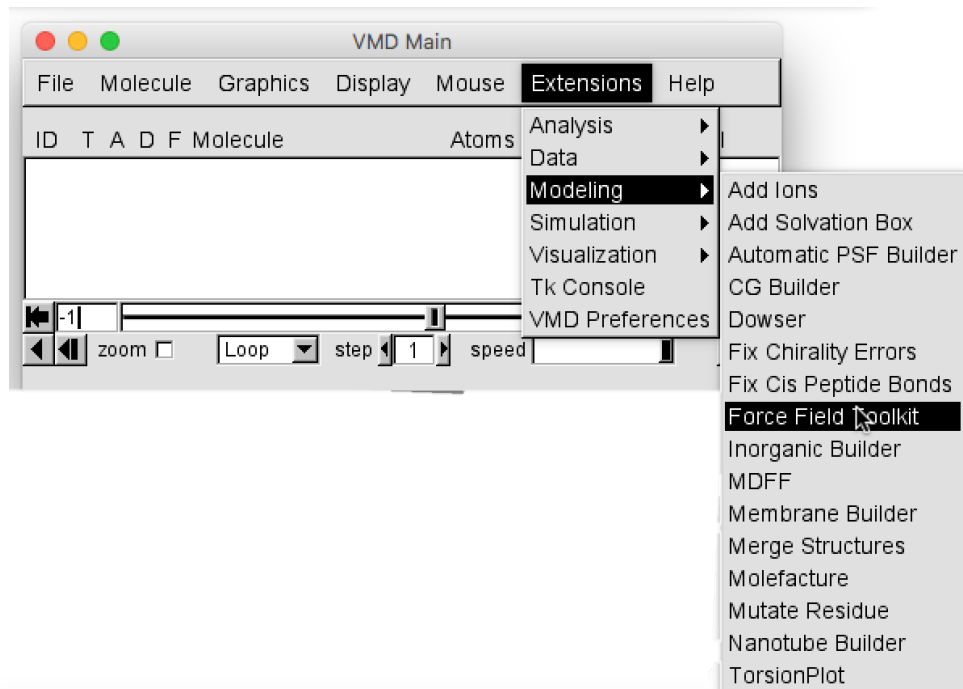 VMD Main
File Molecule Graphics Display Mouse Extensions Help
ID T A D F Molecule Atoms
Analysis
Data
Modeling
Simulation
Visualization
Tk Console
VMD Preferences
Add Ions
Add Solvation Box
Automatic PSF Builder
CG Builder
Dowser
Fix Chirality Errors
Fix Cis Peptide Bonds
Force Field Toolkit
Inorganic Builder
MDFF
Membrane Builder
Merge Structures
Molefacture
Mutate Residue
Nanotube Builder
TorsionPlot
-1
zoom Loop step 1 speed